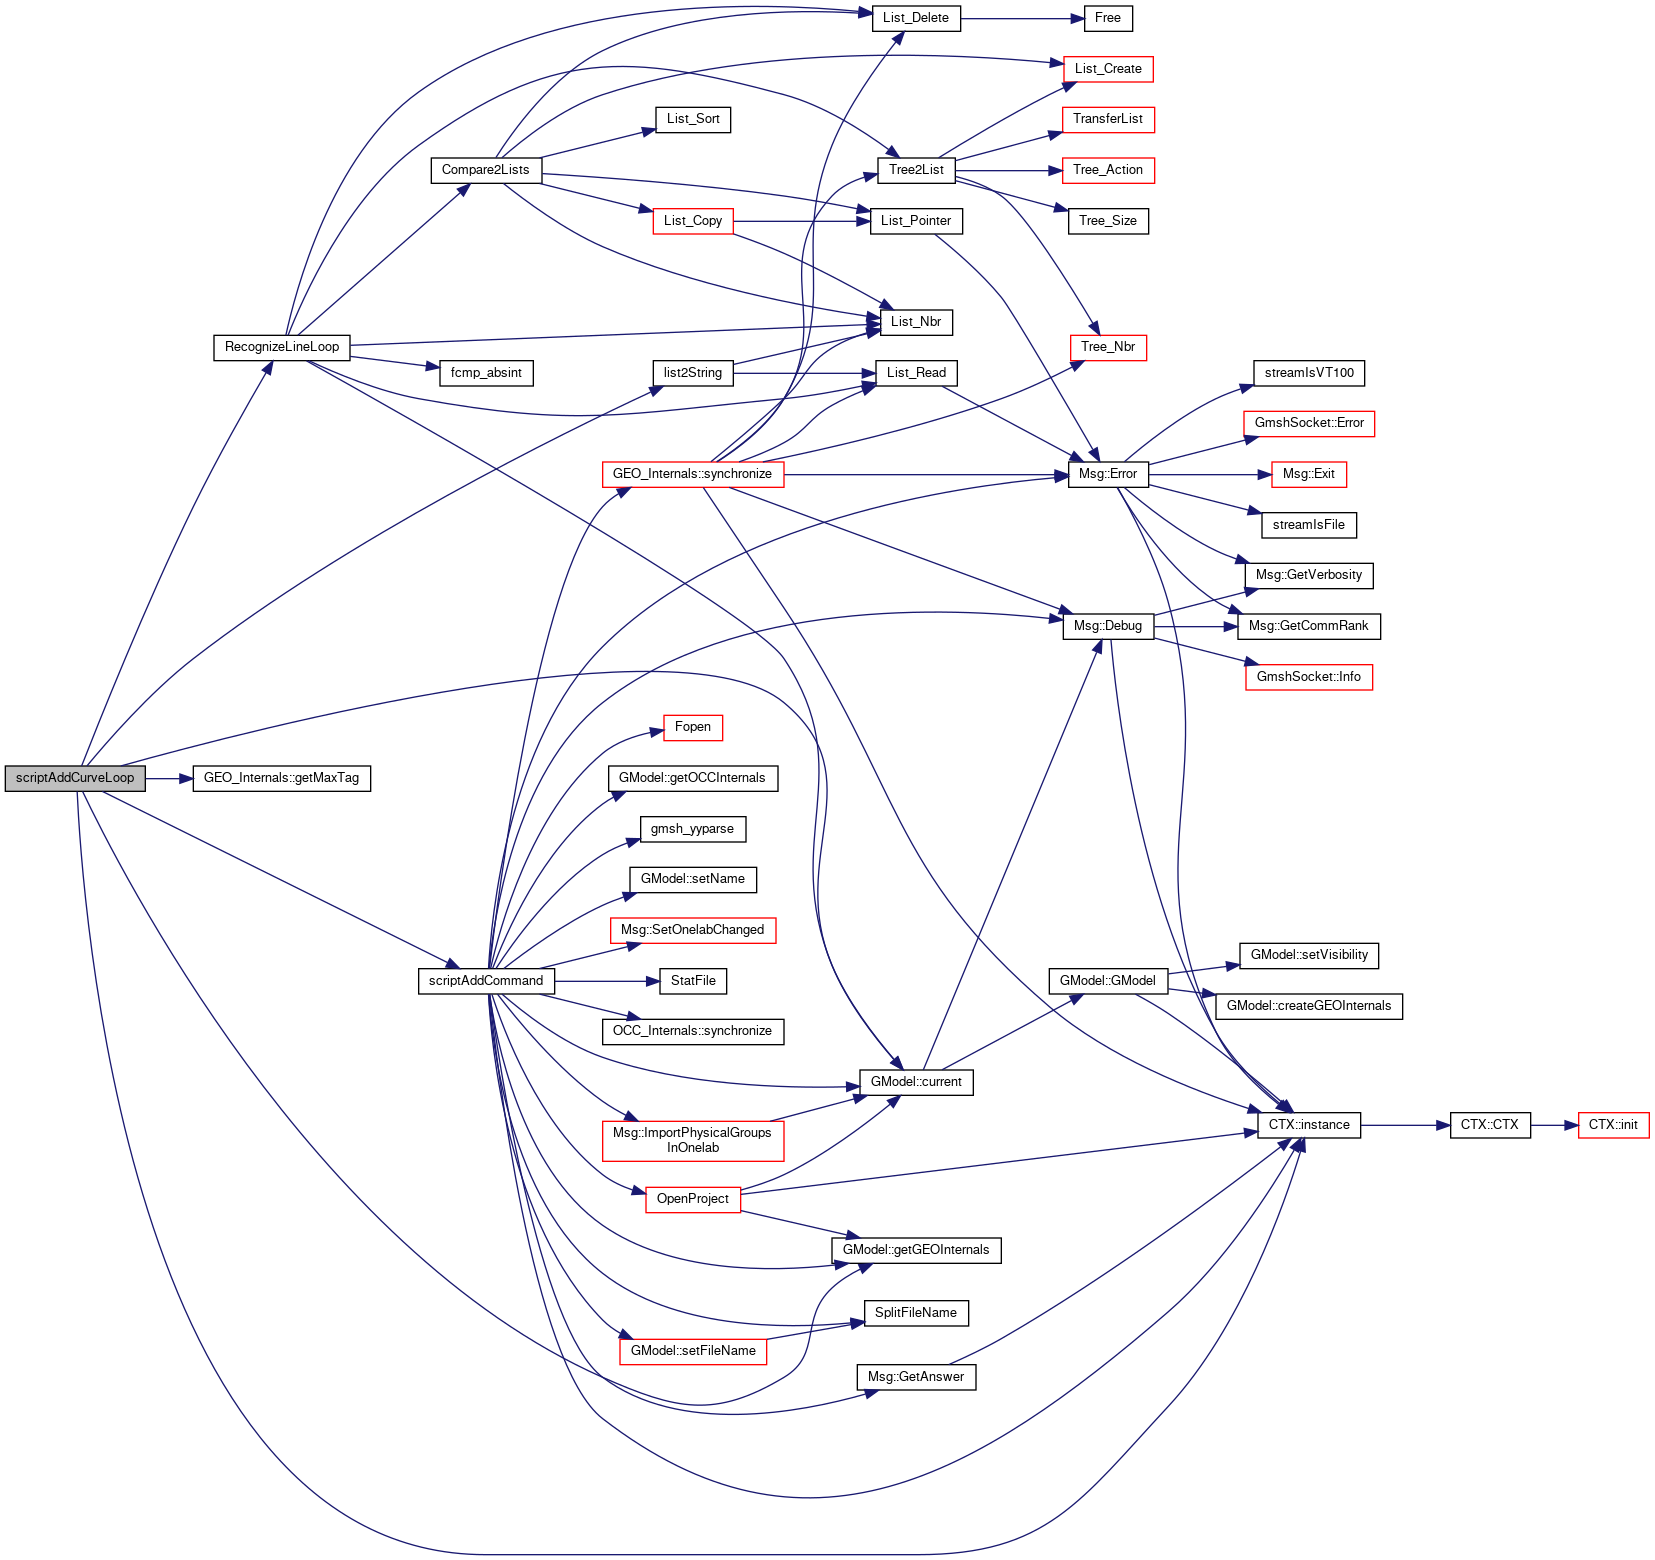 List_Delete
Free
List_Create
List_Sort
TransferList
Compare2Lists
Tree2List
Tree_Action
List_Copy
List_Pointer
Tree_Size
List_Nbr
RecognizeLineLoop
Tree_Nbr
fcmp_absint
list2String
List_Read
streamIsVT100
GmshSocket::Error
GEO_Internals::synchronize
Msg::Error
Msg::Exit
streamIsFile
Msg::GetVerbosity
Msg::Debug
Msg::GetCommRank
GmshSocket::Info
Fopen
scriptAddCurveLoop
GEO_Internals::getMaxTag
GModel::getOCCInternals
gmsh_yyparse
GModel::setName
Msg::SetOnelabChanged
GModel::setVisibility
scriptAddCommand
StatFile
GModel::GModel
GModel::createGEOInternals
OCC_Internals::synchronize
GModel::current
Msg::ImportPhysicalGroups
InOnelab
CTX::instance
CTX::CTX
CTX::init
OpenProject
GModel::getGEOInternals
SplitFileName
GModel::setFileName
Msg::GetAnswer